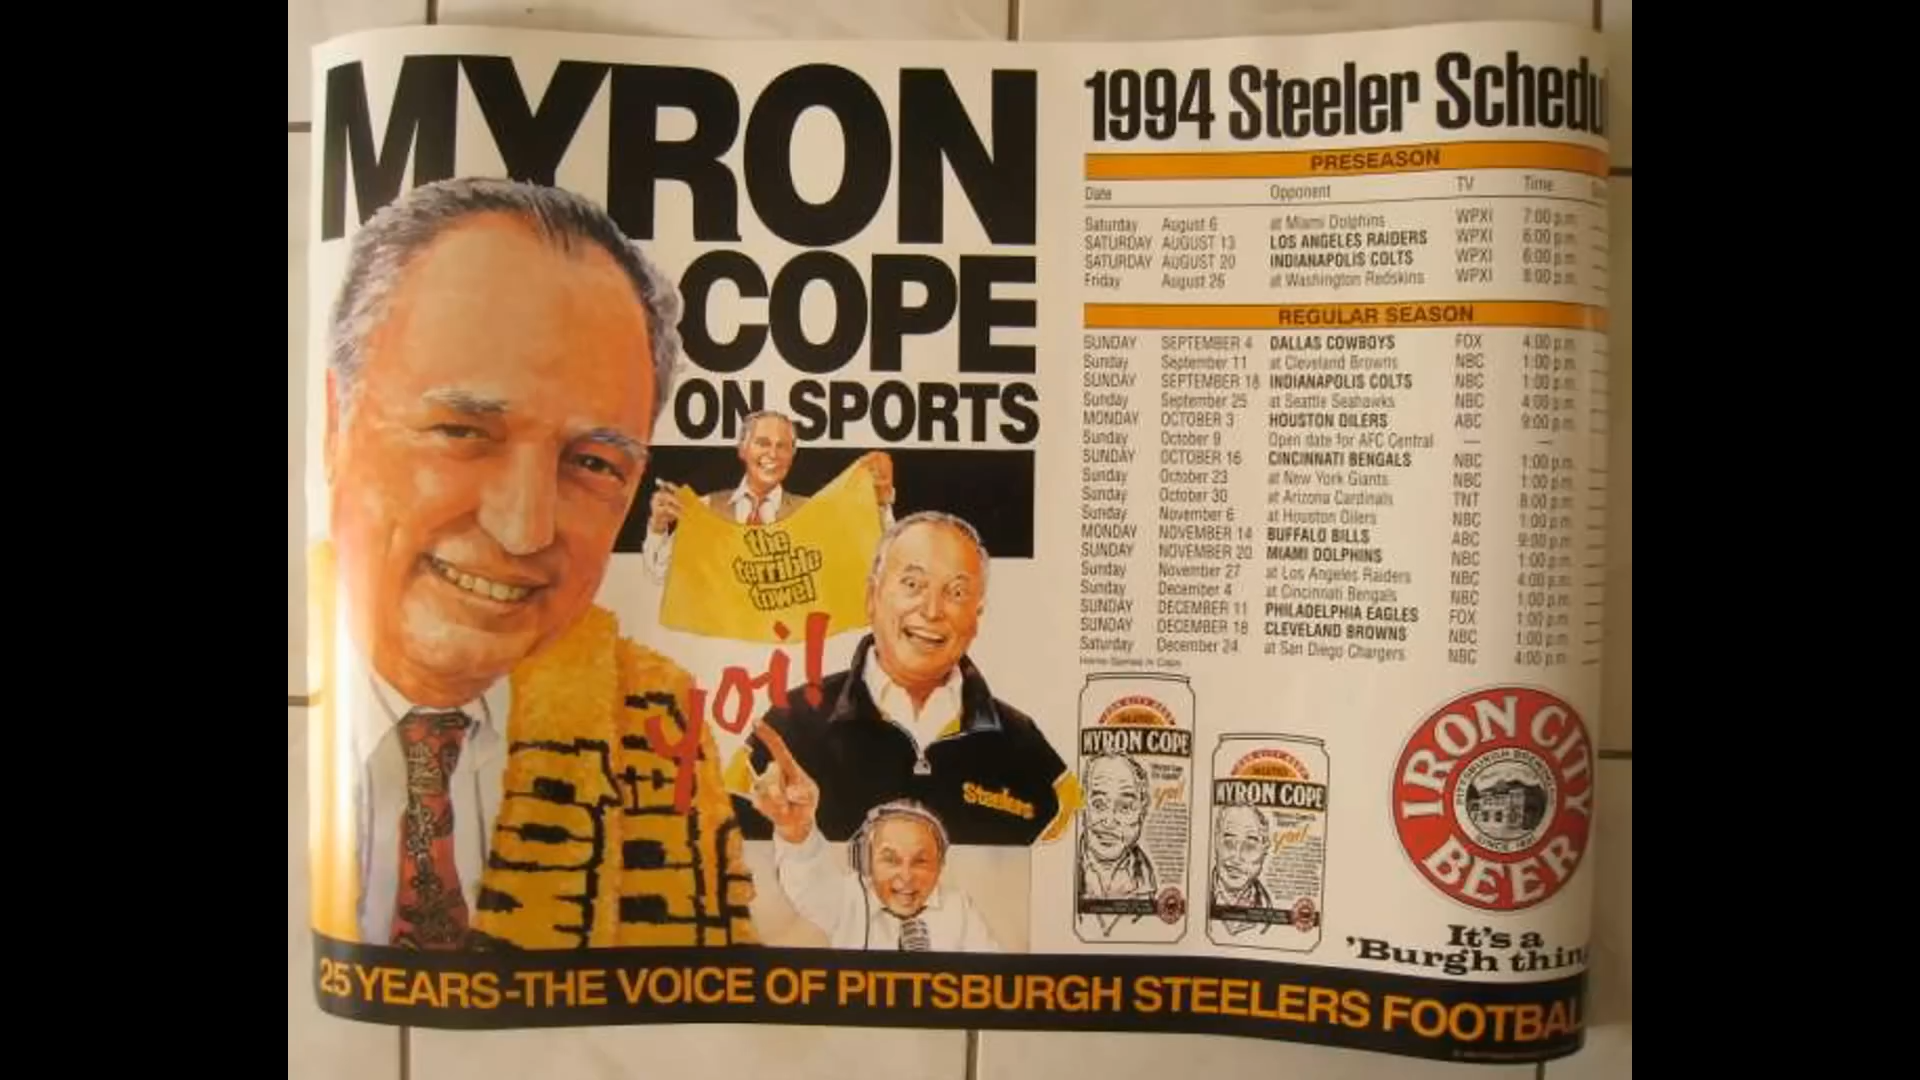 MYRON
COPE
ON SPORTS
the
terrible
towel
yoi!
Steelers
1994 Steeler Schedu
PRESEASON
Date Opponent TV Time
Saturday August 6 at Miami Dolphins WPXI 7:00 p.m.
SATURDAY AUGUST 13 LOS ANGELES RAIDERS WPXI 6:00 p.m.
SATURDAY AUGUST 20 INDIANAPOLIS COLTS WPXI 6:00 p.m.
Friday August 26 at Washington Redskins WPXI 8:00 p.m.
REGULAR SEASON
SUNDAY SEPTEMBER 4 DALLAS COWBOYS FOX 4:00 p.m.
Sunday September 11 at Cleveland Browns NBC 1:00 p.m.
SUNDAY SEPTEMBER 18 INDIANAPOLIS COLTS NBC 1:00 p.m.
Sunday September 25 at Seattle Seahawks NBC 4:00 p.m.
MONDAY OCTOBER 3 HOUSTON OILERS ABC 9:00 p.m.
Sunday October 9 Open date for AFC Central — —
SUNDAY OCTOBER 16 CINCINNATI BENGALS NBC 1:00 p.m.
Sunday October 23 at New York Giants NBC 1:00 p.m.
Sunday October 30 at Arizona Cardinals TNT 8:00 p.m.
Sunday November 6 at Houston Oilers NBC 1:00 p.m.
MONDAY NOVEMBER 14 BUFFALO BILLS ABC 9:00 p.m.
SUNDAY NOVEMBER 20 MIAMI DOLPHINS NBC 1:00 p.m.
Sunday November 27 at Los Angeles Raiders NBC 4:00 p.m.
Sunday December 4 at Cincinnati Bengals NBC 1:00 p.m.
SUNDAY DECEMBER 11 PHILADELPHIA EAGLES FOX 1:00 p.m.
SUNDAY DECEMBER 18 CLEVELAND BROWNS NBC 1:00 p.m.
Saturday December 24 at San Diego Chargers NBC 4:00 p.m.
Home Games in Caps
MYRON COPE
yoi!
MYRON COPE
yoi!
IRON CITY
BEER
PITTSBURGH BREWING
SINCE
It's a
'Burgh thin
25 YEARS-THE VOICE OF PITTSBURGH STEELERS FOOTBAL